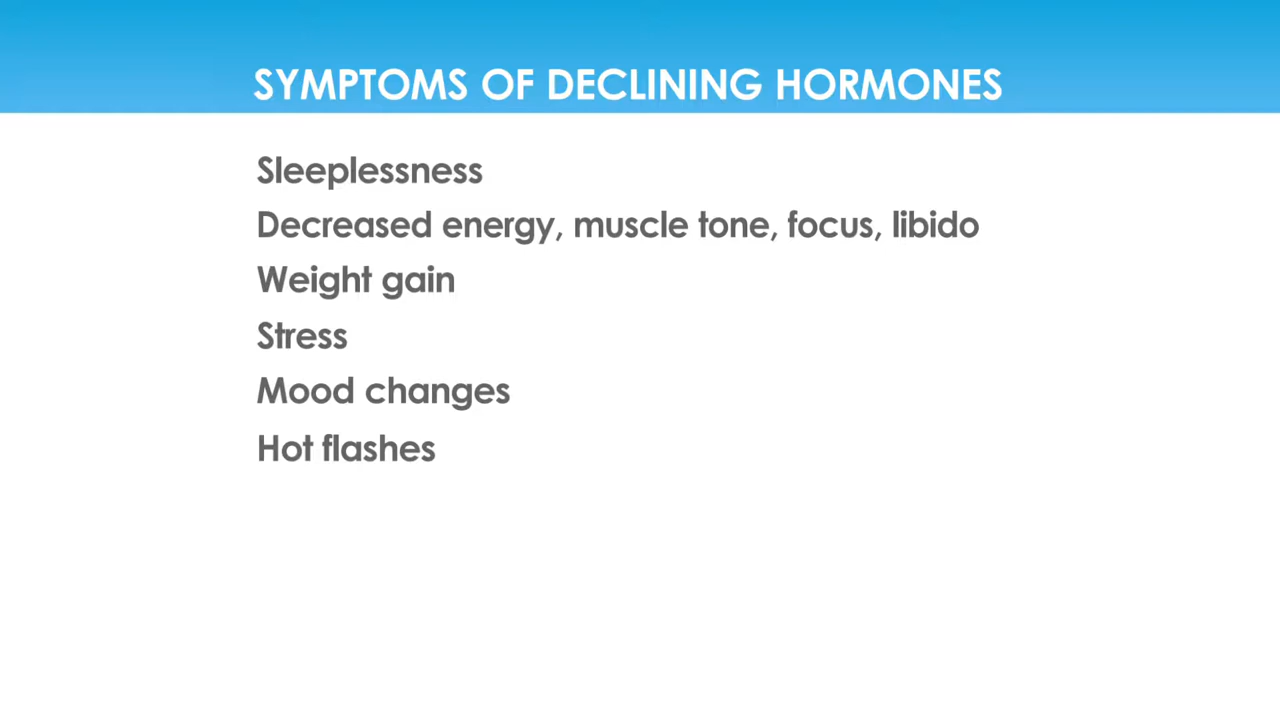 SYMPTOMS OF DECLINING HORMONES
Sleeplessness
Decreased energy, muscle tone, focus, libido
Weight gain
Stress
Mood changes
Hot flashes